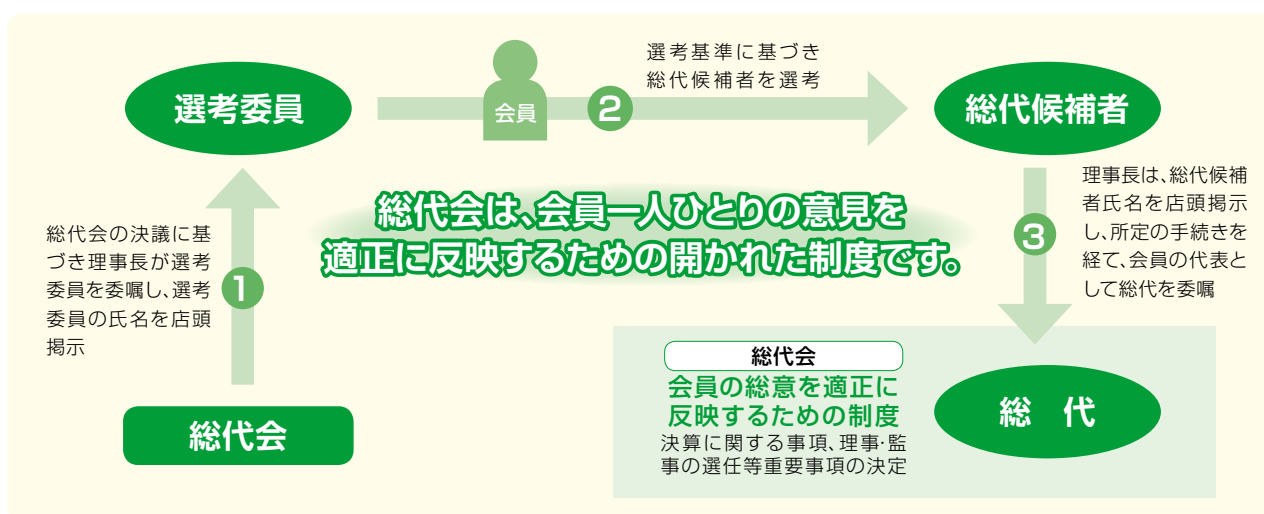 選考委員
会員
2
選考基準に基づき
総代候補者を選考
総代候補者
総代会の決議に基
づき理事長が選考
委員を委嘱し、選考
委員の氏名を店頭
掲示
1
総代会は、会員一人ひとりの意見を
適正に反映するための開かれた制度です。
3
理事長は、総代候補
者氏名を店頭掲示
し、所定の手続きを
経て、会員の代表と
して総代を委嘱
総代会
総代会
会員の総意を適正に
反映するための制度
決算に関する事項、理事・監
事の選任等重要事項の決定
総 代